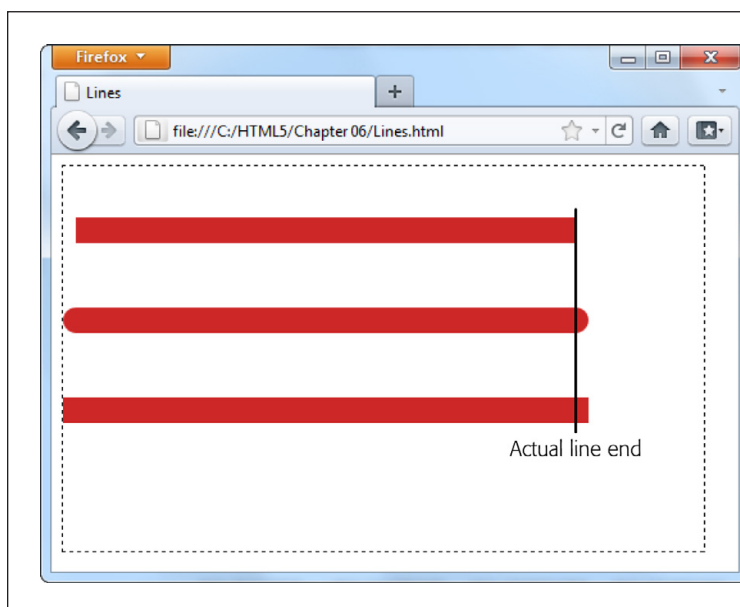 Firefox
Lines
file:///C:/HTML5/Chapter 06/Lines.html
Actual line end